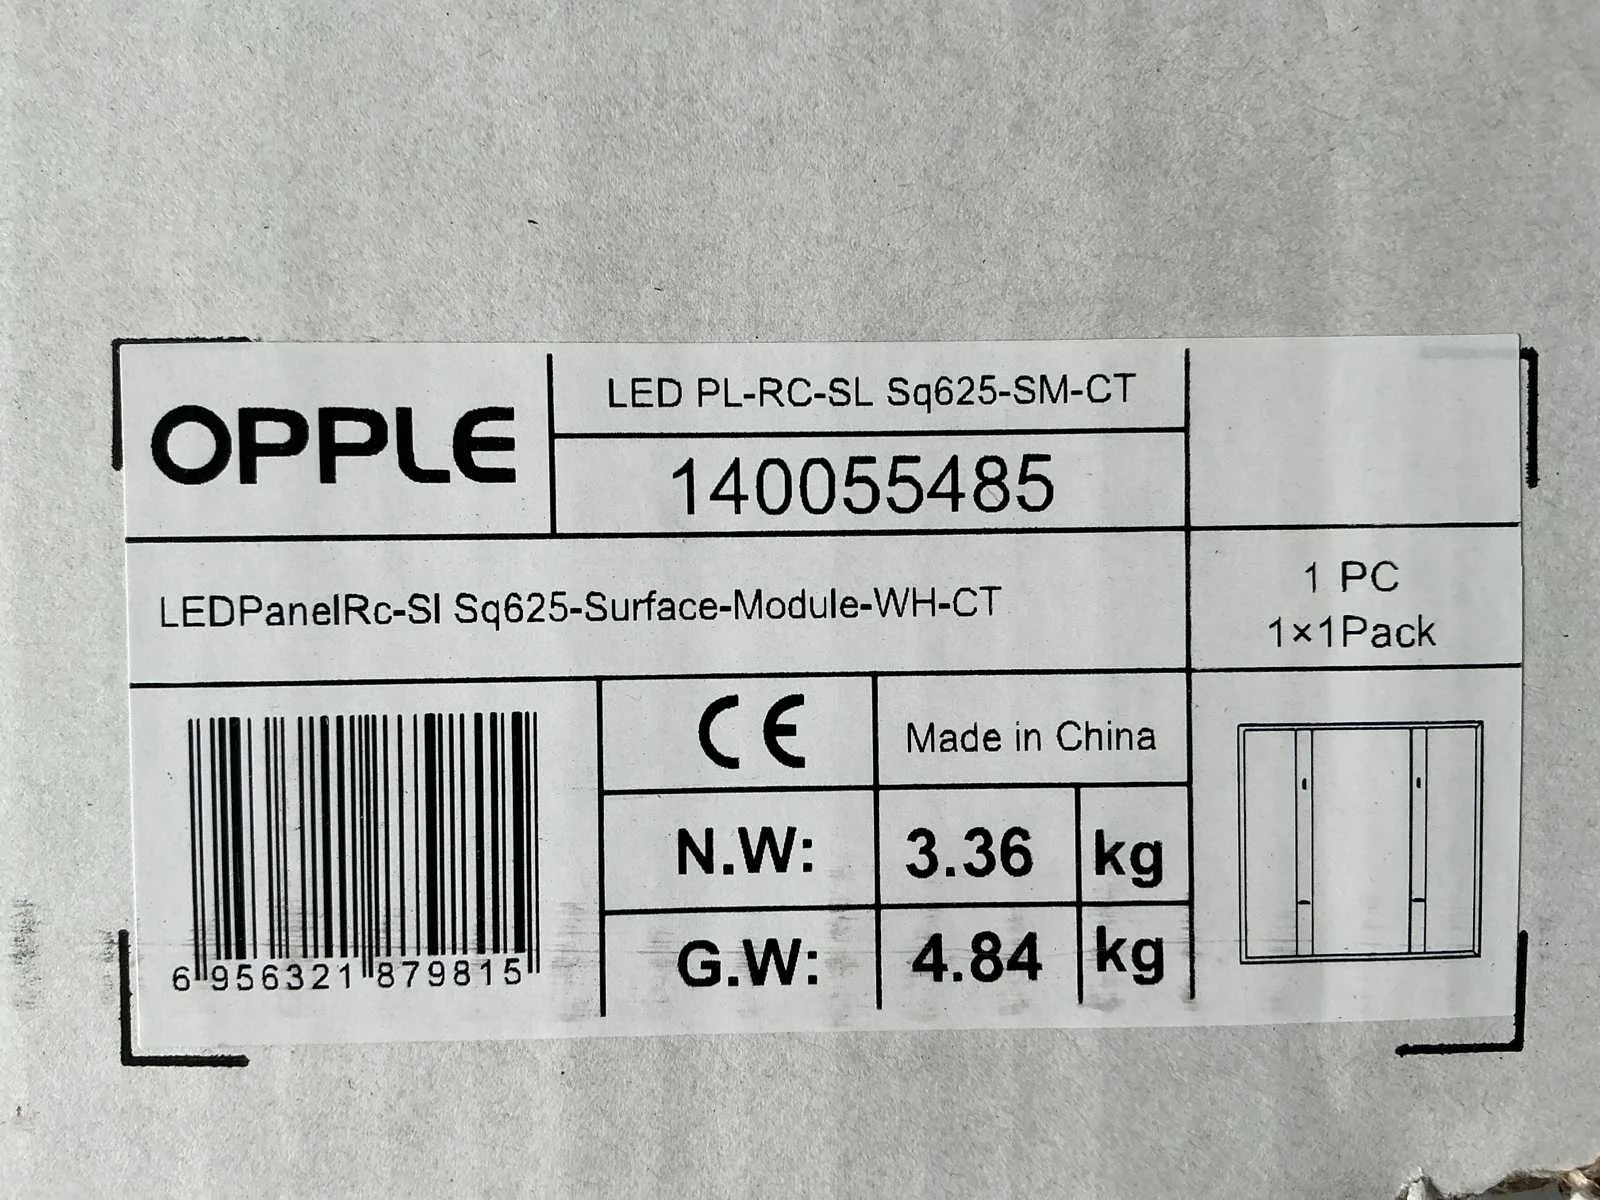 OPPLE
LED PL-RC-SL Sq625-SM-CT
140055485
LEDPanelRc-Sl Sq625-Surface-Module-WH-CT
1 PC
1×1Pack
CE
Made in China
N.W: 3.36 kg
G.W: 4.84 kg
6 956321 879815